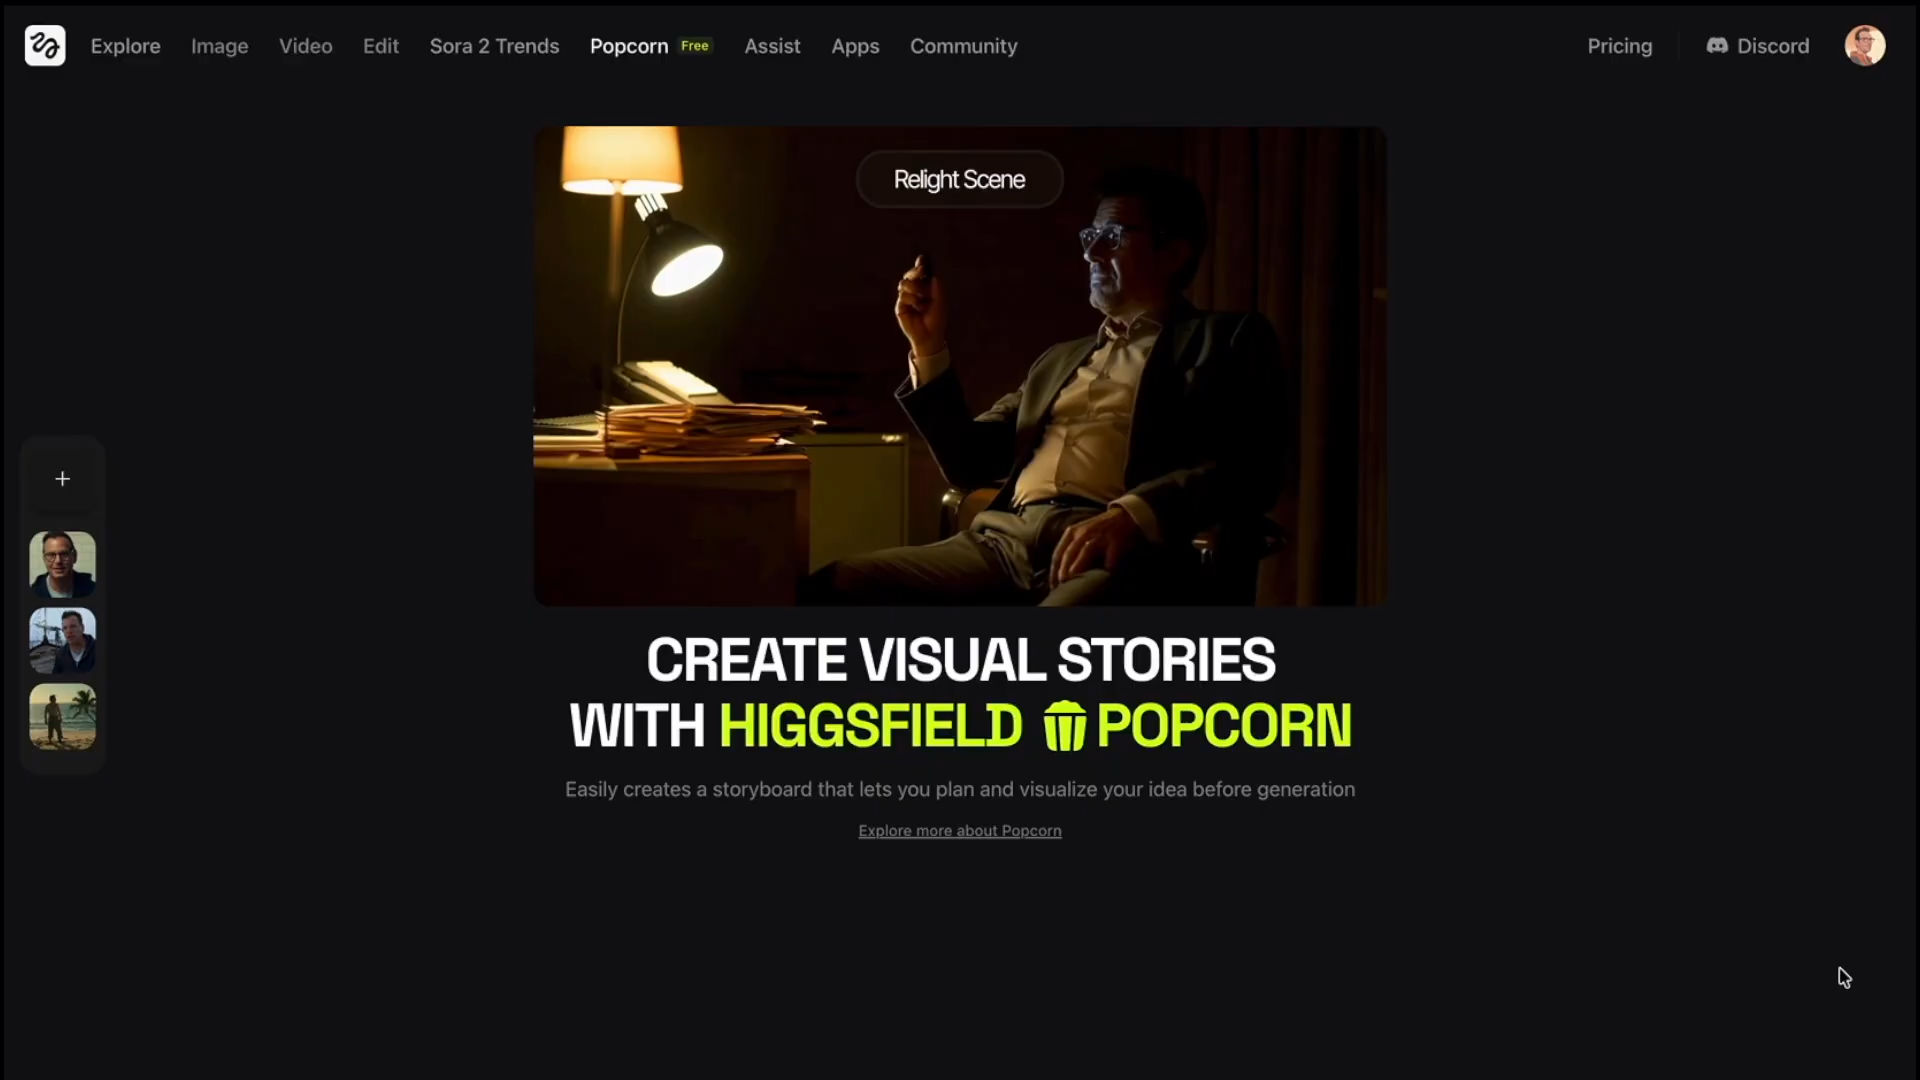 Explore Image Video Edit Sora 2 Trends Popcorn Free Assist Apps Community Pricing Discord
Relight Scene
CREATE VISUAL STORIES
WITH HIGGSFIELD POPCORN
Easily creates a storyboard that lets you plan and visualize your idea before generation
Explore more about Popcorn